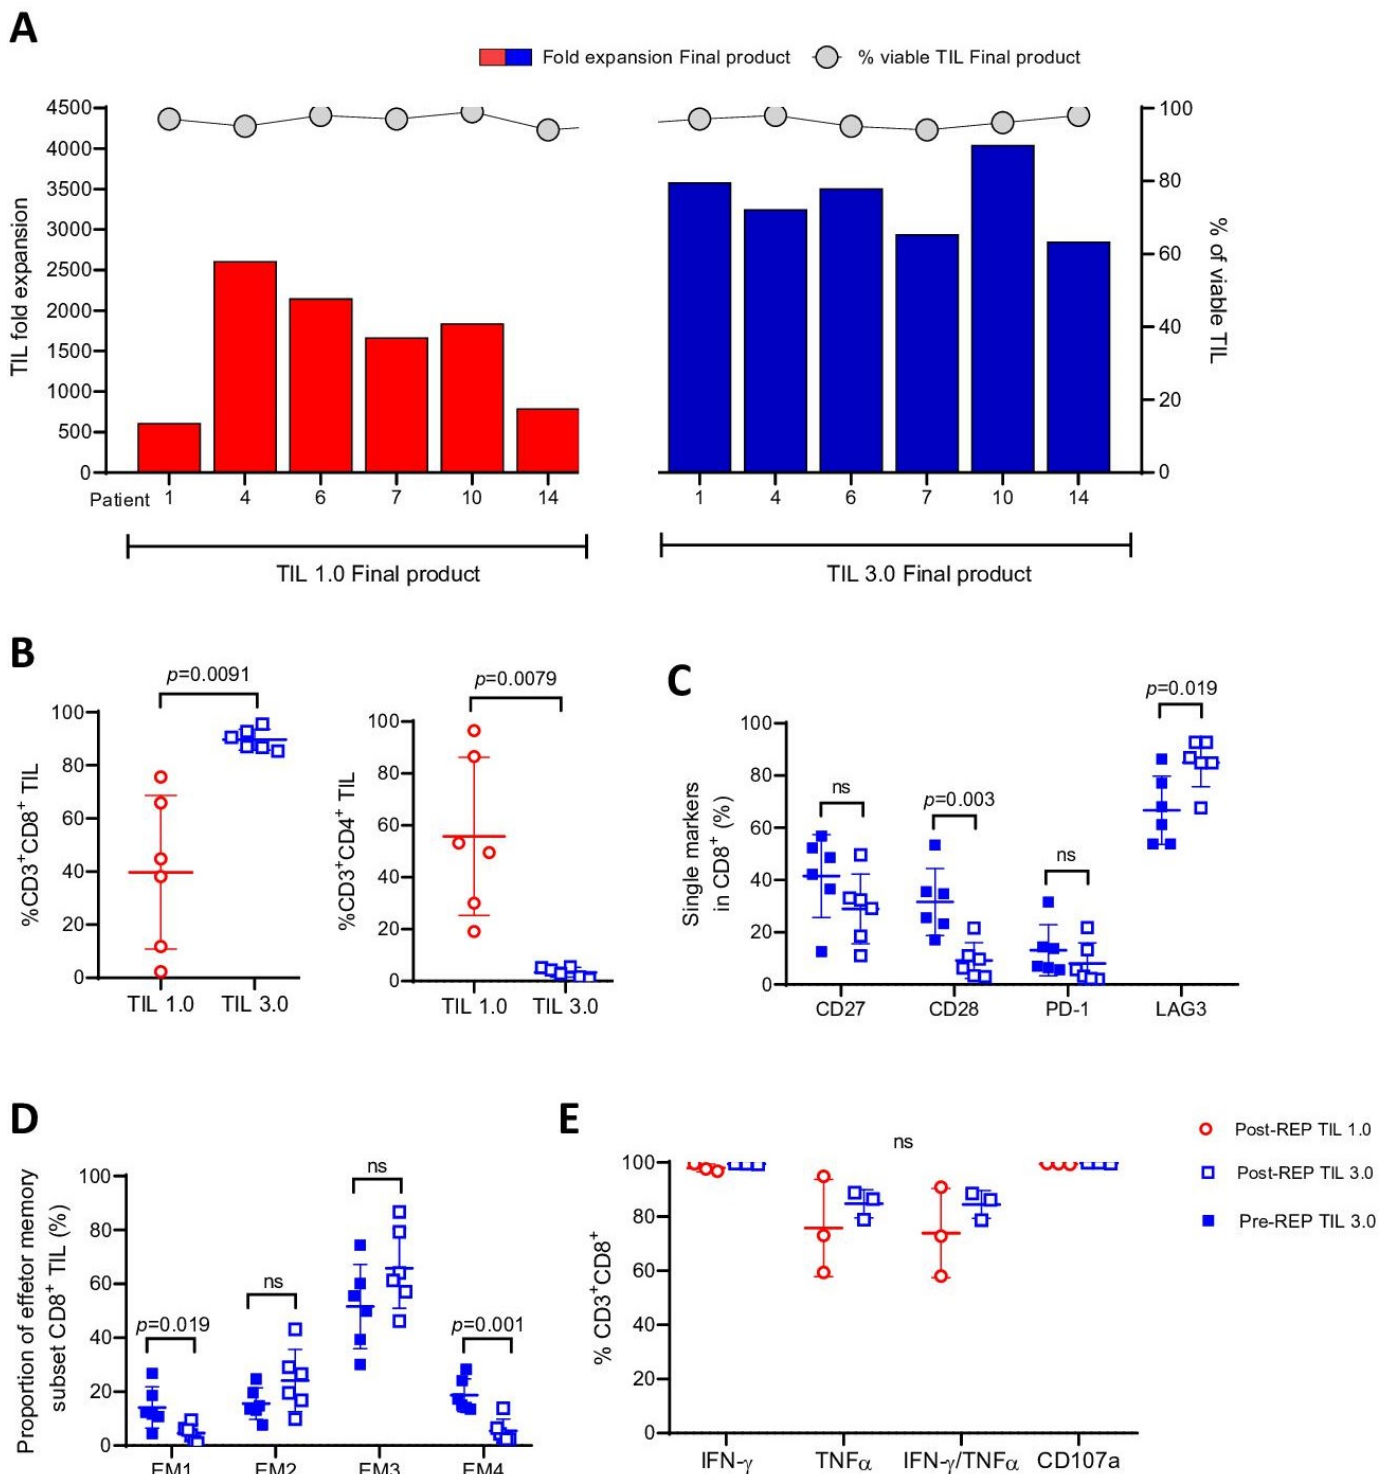 A
Fold expansion Final product
% viable TIL Final product
4500
4000
3500
3000
2500
2000
1500
1000
500
0
TIL fold expansion
100
80
60
40
20
0
% of viable TIL
Patient 1 4 6 7 10 14
1 4 6 7 10 14
TIL 1.0 Final product
TIL 3.0 Final product
B
p=0.0091
100
80
60
40
20
0
%CD3+CD8+ TIL
TIL 1.0 TIL 3.0
p=0.0079
100
80
60
40
20
0
%CD3+CD4+ TIL
TIL 1.0 TIL 3.0
C
p=0.019
ns
p=0.003
ns
100
80
60
40
20
0
Single markers
in CD8+ (%)
CD27 CD28 PD-1 LAG3
D
ns
ns
p=0.019
p=0.001
100
80
60
40
20
0
Proportion of effetor memory
subset CD8+ TIL (%)
EM1 EM2 EM3 EM4
E
ns
100
80
60
40
20
0
% CD3+CD8+
IFN-γ TNFα IFN-γ/TNFα CD107a
Post-REP TIL 1.0
Post-REP TIL 3.0
Pre-REP TIL 3.0